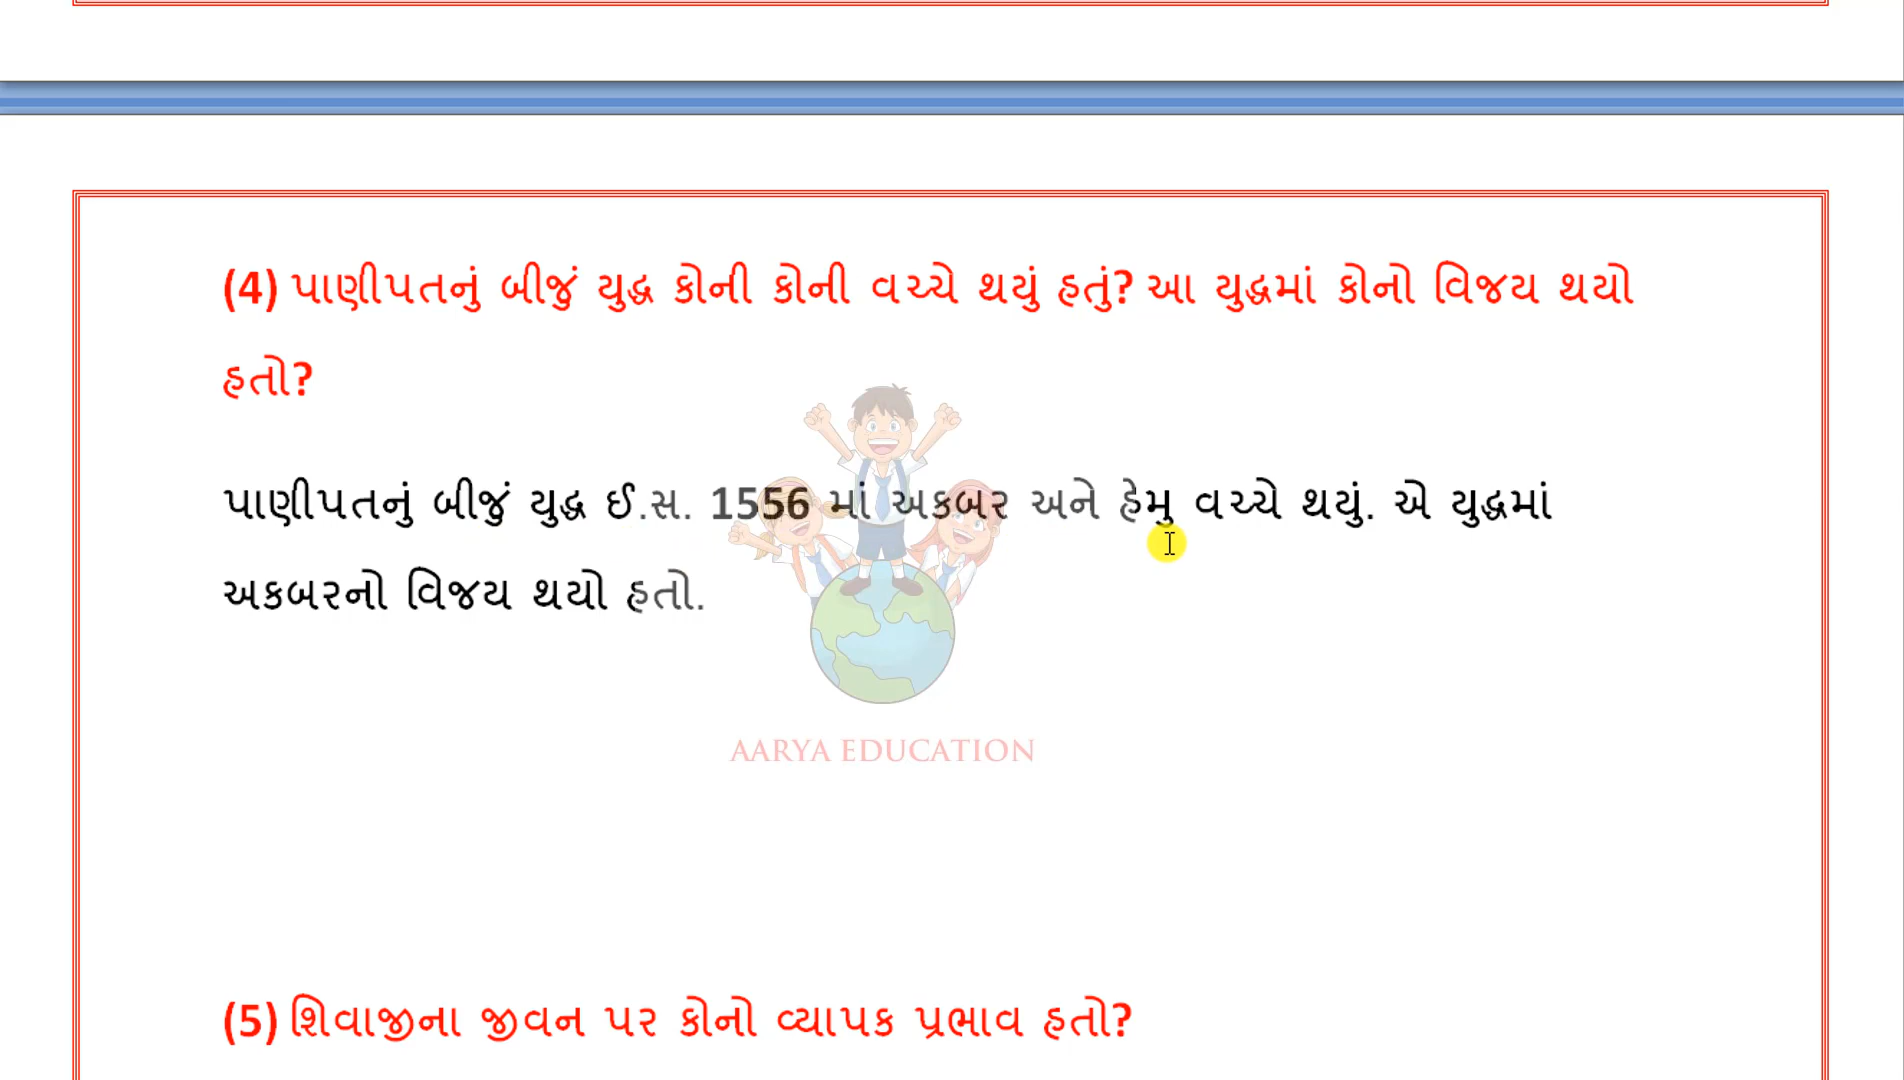 (4) પાણીપતનું બીજું યુદ્ધ કોની કોની વચ્ચે થયું હતું? આ યુદ્ધમાં કોનો વિજય થયો
હતો?
પાણીપતનું બીજું યુદ્ધ ઈ.સ. 1556 માં અકબર અને હેમુ વચ્ચે થયું. એ યુદ્ધમાં
અકબરનો વિજય થયો હતો.
AARYA EDUCATION
(5) શિવાજીના જીવન પર કોનો વ્યાપક પ્રભાવ હતો?